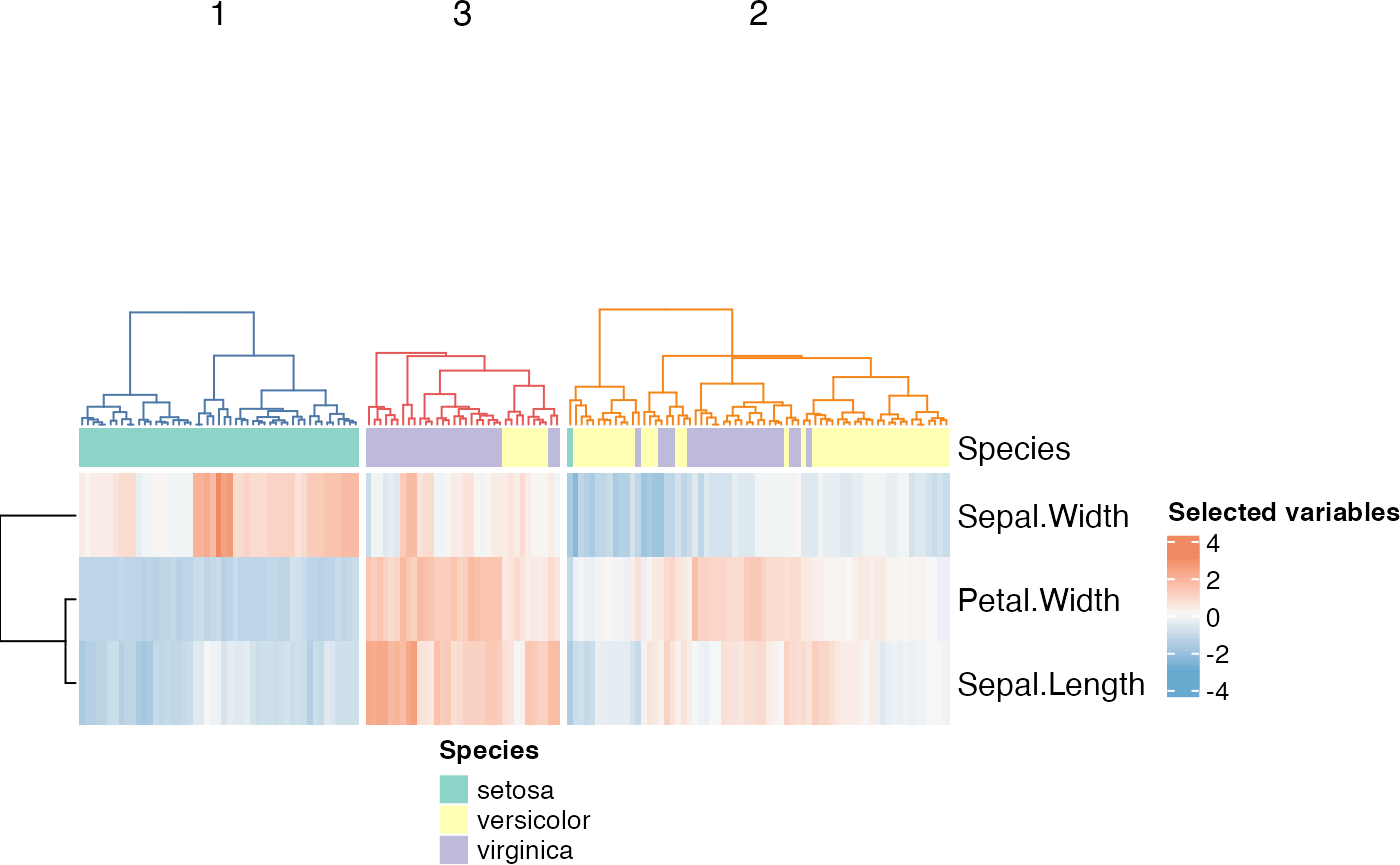 1 3 2
Species
Sepal.Width
Petal.Width
Sepal.Length
Selected variables
4
2
0
-2
-4
Species
setosa
versicolor
virginica